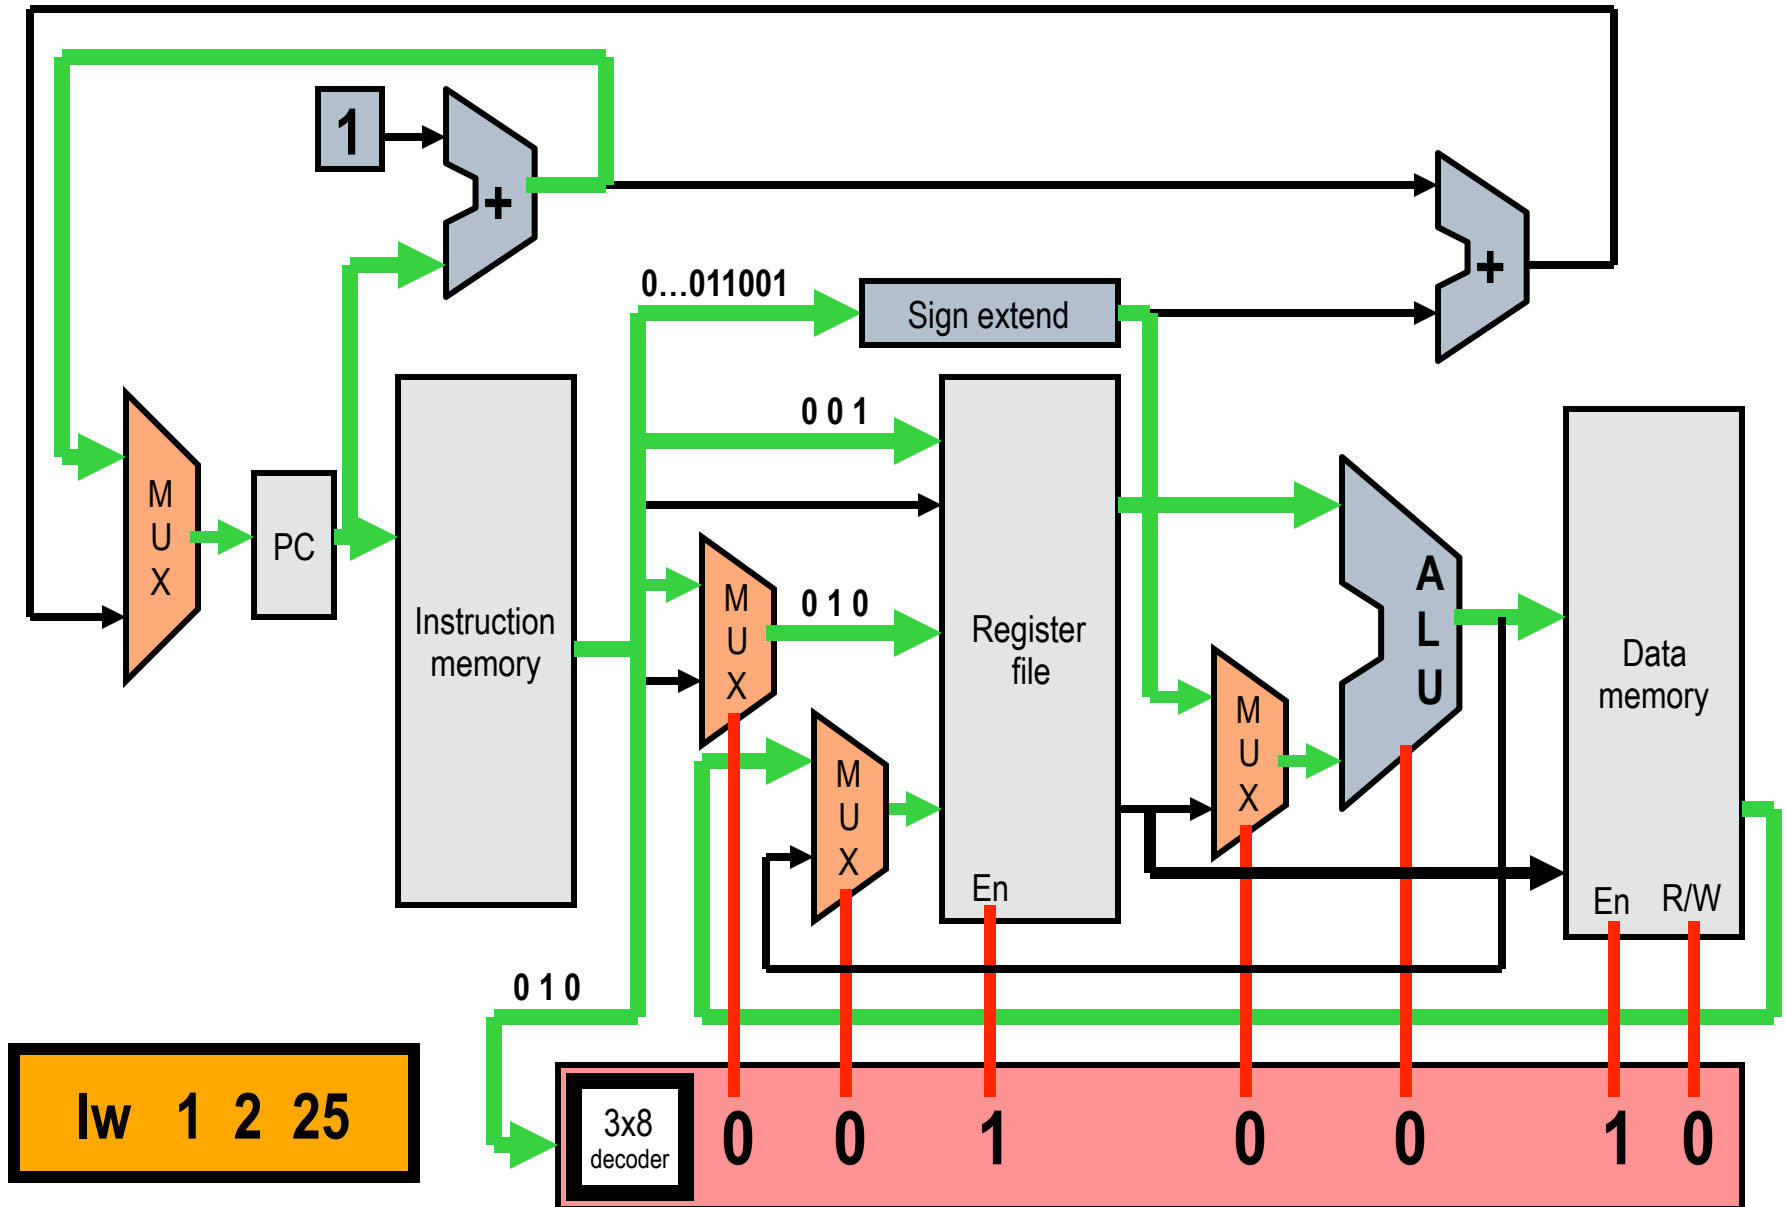 1
+
+
0...011001
Sign extend
0 0 1
M
U
X
PC
Instruction
memory
M
U
X
0 1 0
Register
file
A
L
U
Data
memory
M
U
X
M
U
X
En
En
R/W
0 1 0
lw 1 2 25
3x8
decoder
0 0 1 0 0 1 0